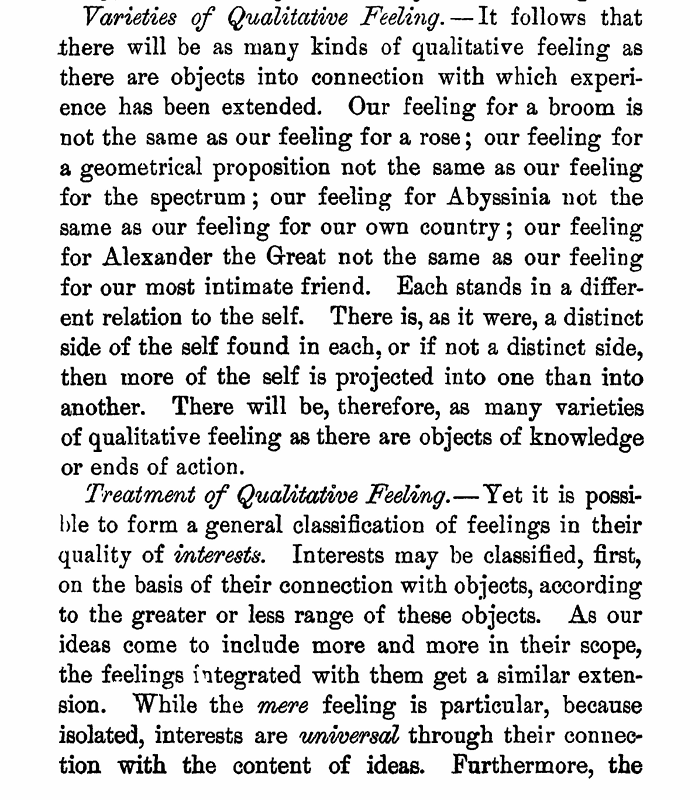 Varieties of Qualitative Feeling. — It follows that
there will be as many kinds of qualitative feeling as
there are objects into connection with which experi-
ence has been extended. Our feeling for a broom is
not the same as our feeling for a rose; our feeling for
a geometrical proposition not the same as our feeling
for the spectrum; our feeling for Abyssinia not the
same as our feeling for our own country; our feeling
for Alexander the Great not the same as our feeling
for our most intimate friend. Each stands in a differ-
ent relation to the self. There is, as it were, a distinct
side of the self found in each, or if not a distinct side,
then more of the self is projected into one than into
another. There will be, therefore, as many varieties
of qualitative feeling as there are objects of knowledge
or ends of action.
Treatment of Qualitative Feeling. — Yet it is possi-
ble to form a general classification of feelings in their
quality of interests. Interests may be classified, first,
on the basis of their connection with objects, according
to the greater or less range of these objects. As our
ideas come to include more and more in their scope,
the feelings integrated with them get a similar exten-
sion. While the mere feeling is particular, because
isolated, interests are universal through their connec-
tion with the content of ideas. Furthermore, the